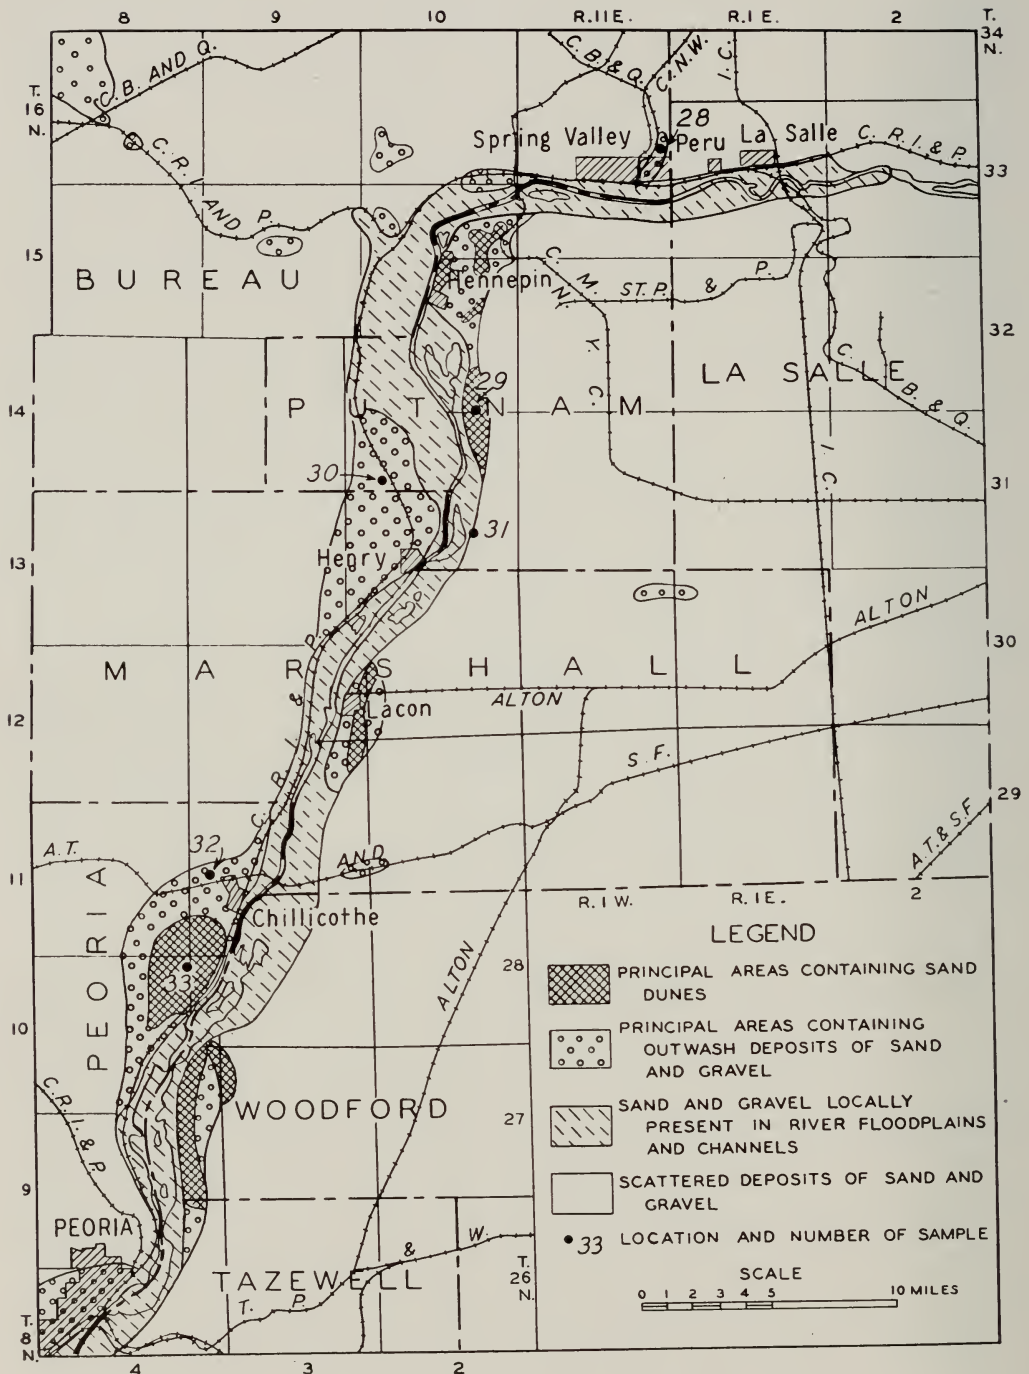 8 9 10 R.11E. R.1E. 2 T.
34
N.
T.
16
N.
C.B. AND Q.
C. B. & Q.
C.N.W.
I.C.
28
Spring Valley Peru La Salle
C. R. I. & P.
33
C. R.
AND P.
15
BUREAU
Hennepin
C. M.
ST. P. & P.
N.
Y.
C.
32
LA SALLE
C. B. & Q.
29
14
PUTNAM
I. C.
30
31
31
Henry
13
ALTON
30
MARSHALL
ALTON
Lacon
12
C. R. I. & P.
S.F.
29
32
A.T.
AND
A.T.& S.F.
11
2
R.1W. R.1E.
Chillicothe
PEORIA
33
28
ALTON
10
C.R.I.& P.
WOODFORD
27
9
PEORIA
TAZEWELL
T. P. & W.
T.
26
N.
T.
8
N.
4 3 2
LEGEND
PRINCIPAL AREAS CONTAINING SAND
DUNES
PRINCIPAL AREAS CONTAINING
OUTWASH DEPOSITS OF SAND
AND GRAVEL
SAND AND GRAVEL LOCALLY
PRESENT IN RIVER FLOODPLAINS
AND CHANNELS
SCATTERED DEPOSITS OF SAND AND
GRAVEL
33 LOCATION AND NUMBER OF SAMPLE
SCALE
0 1 2 3 4 5 10 MILES